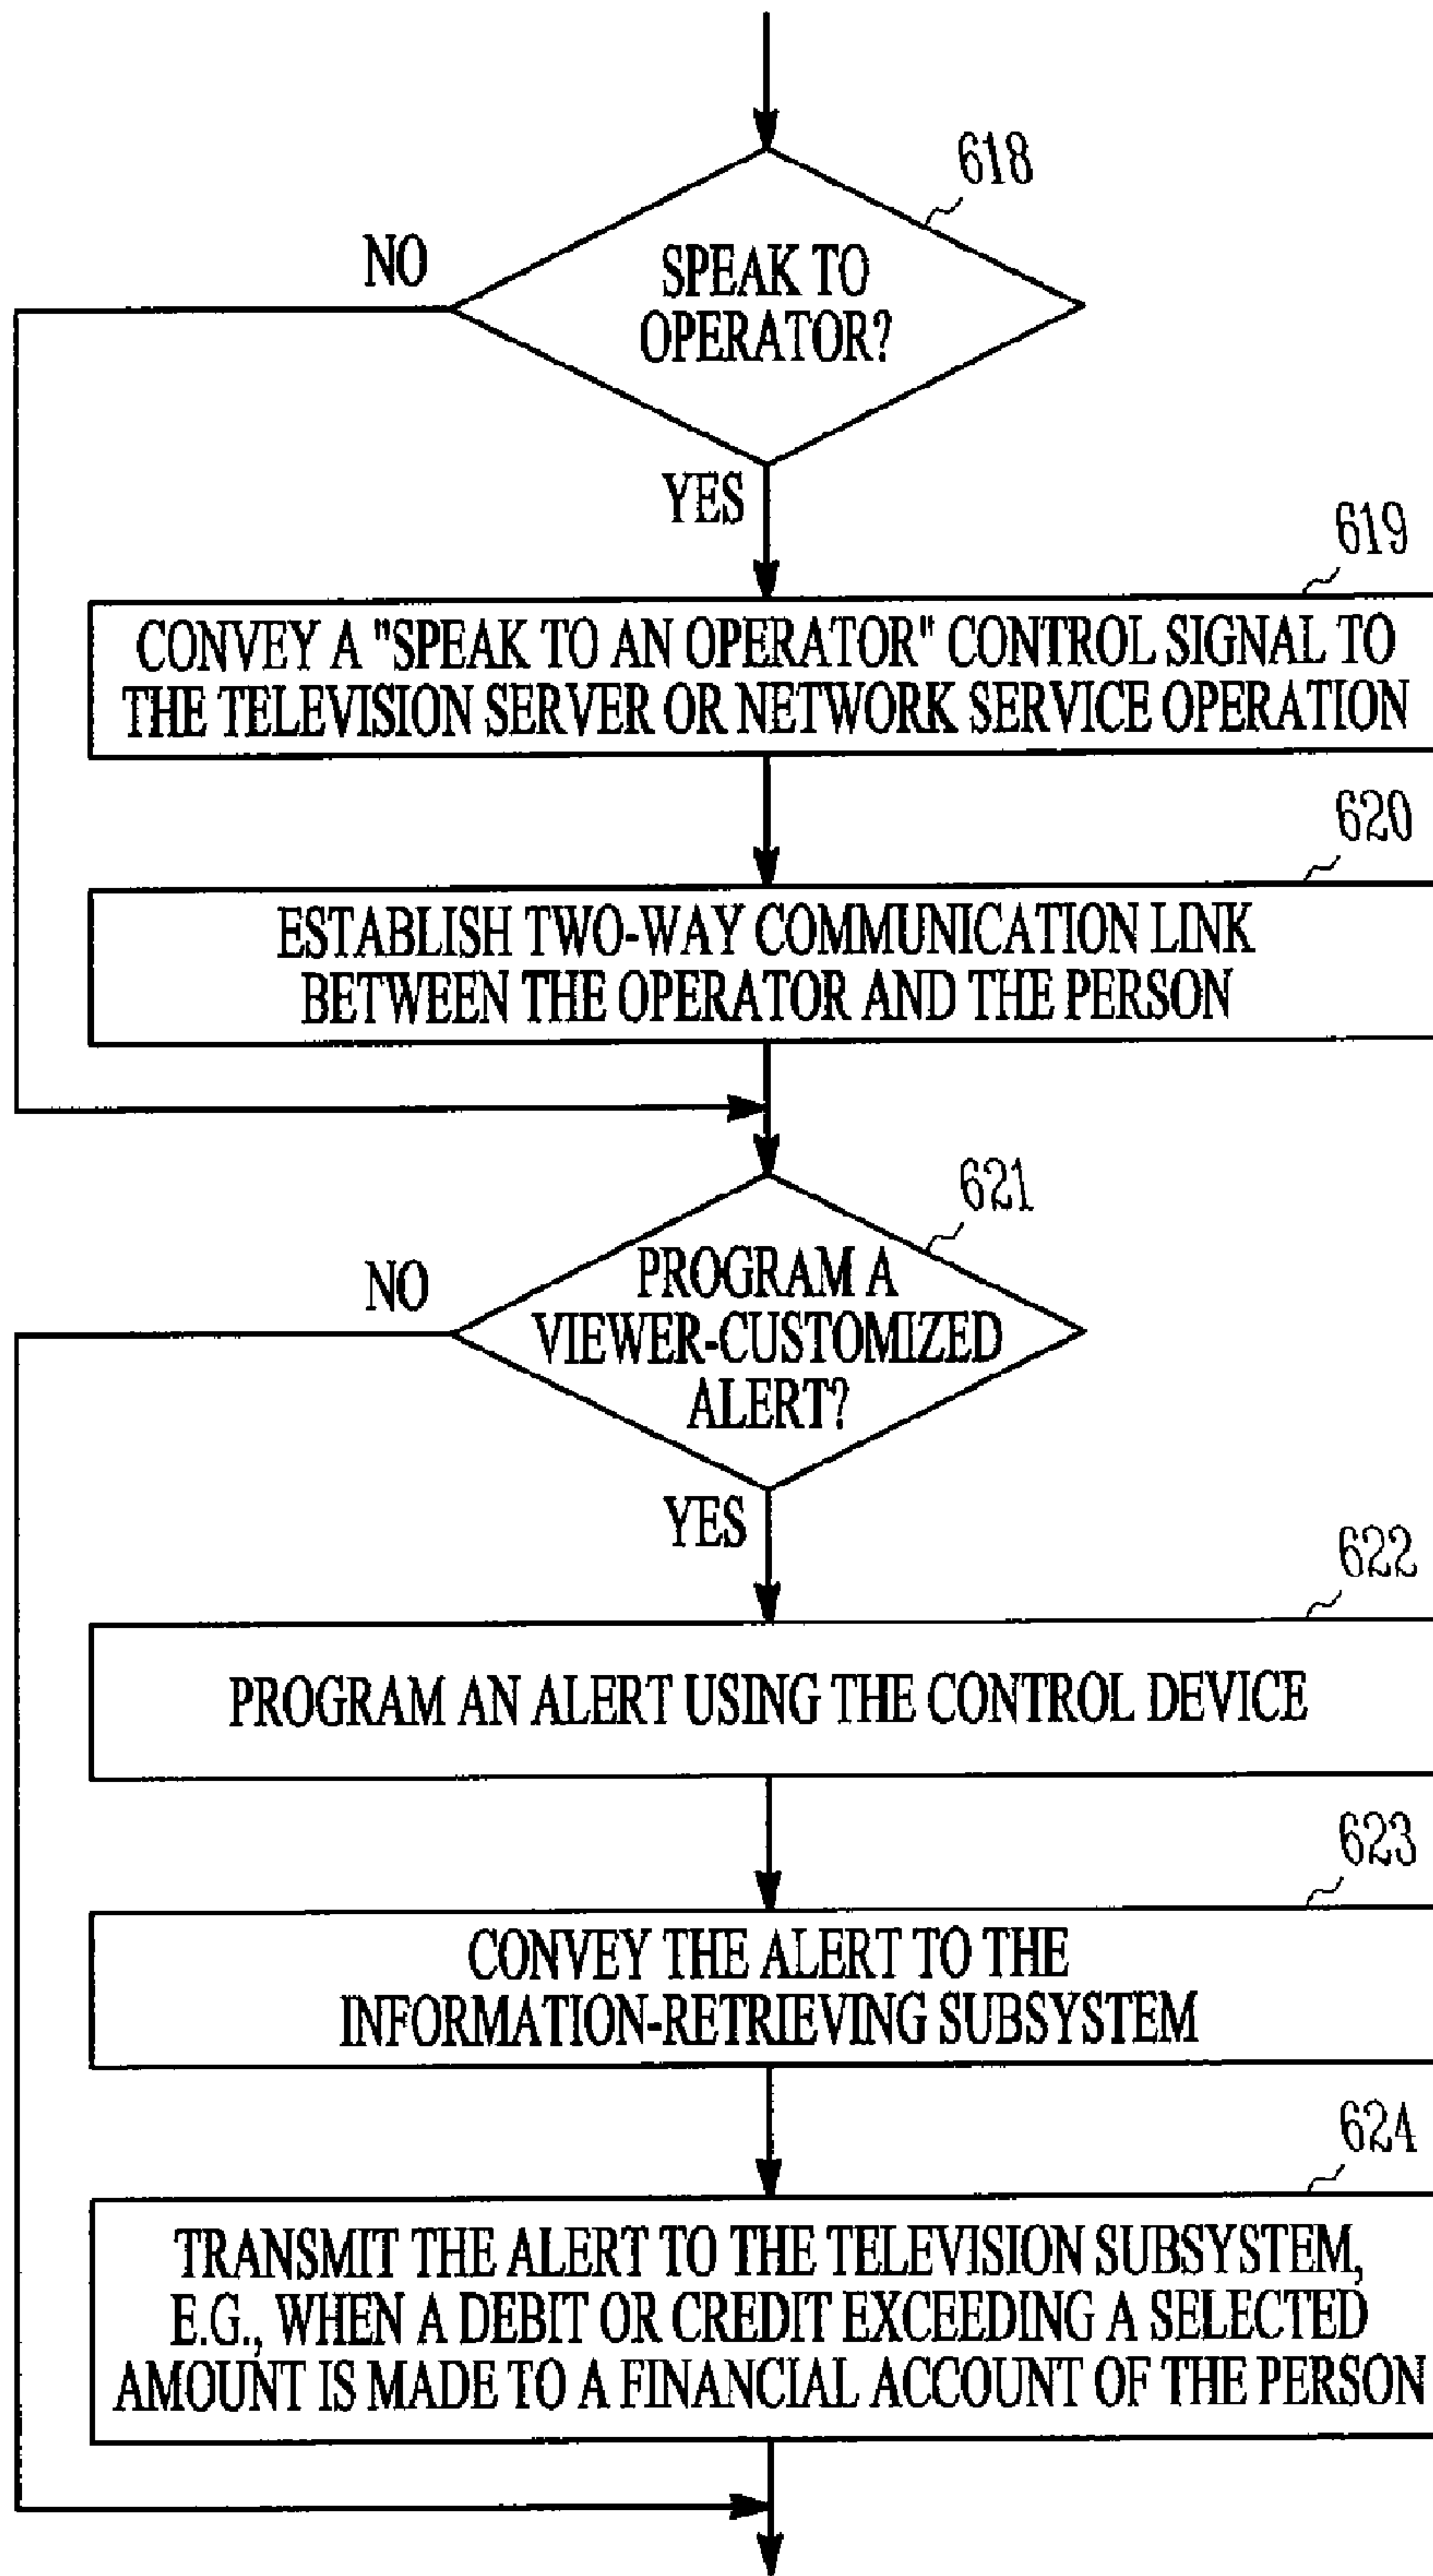 618
NO
SPEAK TO
OPERATOR?
YES
619
CONVEY A "SPEAK TO AN OPERATOR" CONTROL SIGNAL TO
THE TELEVISION SERVER OR NETWORK SERVICE OPERATION
620
ESTABLISH TWO-WAY COMMUNICATION LINK
BETWEEN THE OPERATOR AND THE PERSON
621
NO
PROGRAM A
VIEWER-CUSTOMIZED
ALERT?
YES
622
PROGRAM AN ALERT USING THE CONTROL DEVICE
623
CONVEY THE ALERT TO THE
INFORMATION-RETRIEVING SUBSYSTEM
624
TRANSMIT THE ALERT TO THE TELEVISION SUBSYSTEM,
E.G., WHEN A DEBIT OR CREDIT EXCEEDING A SELECTED
AMOUNT IS MADE TO A FINANCIAL ACCOUNT OF THE PERSON